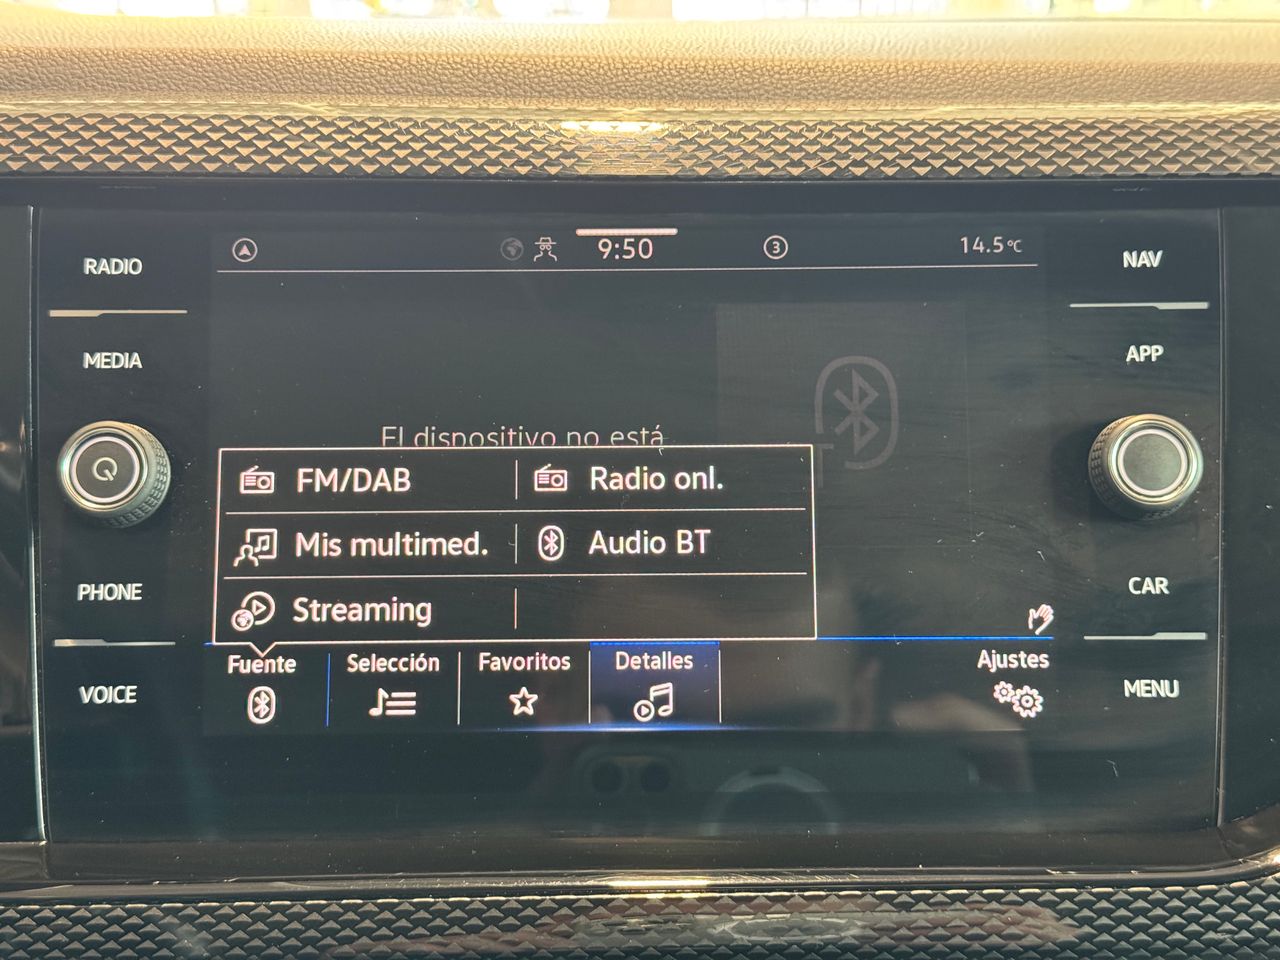 RADIO
MEDIA
PHONE
VOICE
9:50
3
14.5°C
El dispositivo no está
FM/DAB
Radio onl.
Mis multimed.
Audio BT
Streaming
Fuente
Selección
Favoritos
Detalles
Ajustes
NAV
APP
CAR
MENU